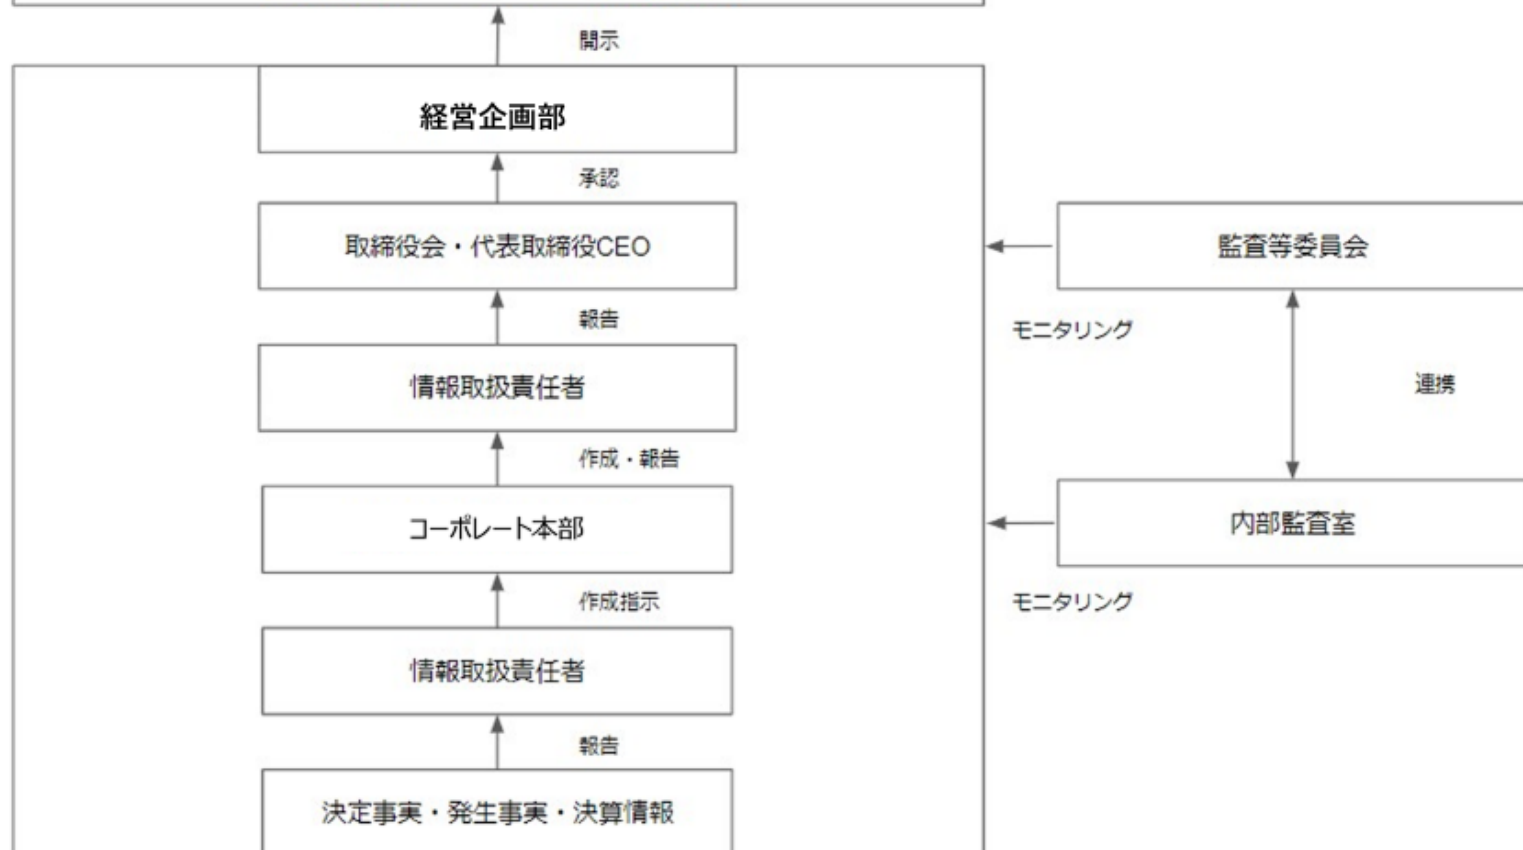 開示
経営企画部
承認
取締役会・代表取締役CEO
監査等委員会
報告
モニタリング
情報取扱責任者
連携
作成・報告
コーポレート本部
内部監査室
作成指示
モニタリング
情報取扱責任者
報告
決定事実・発生事実・決算情報